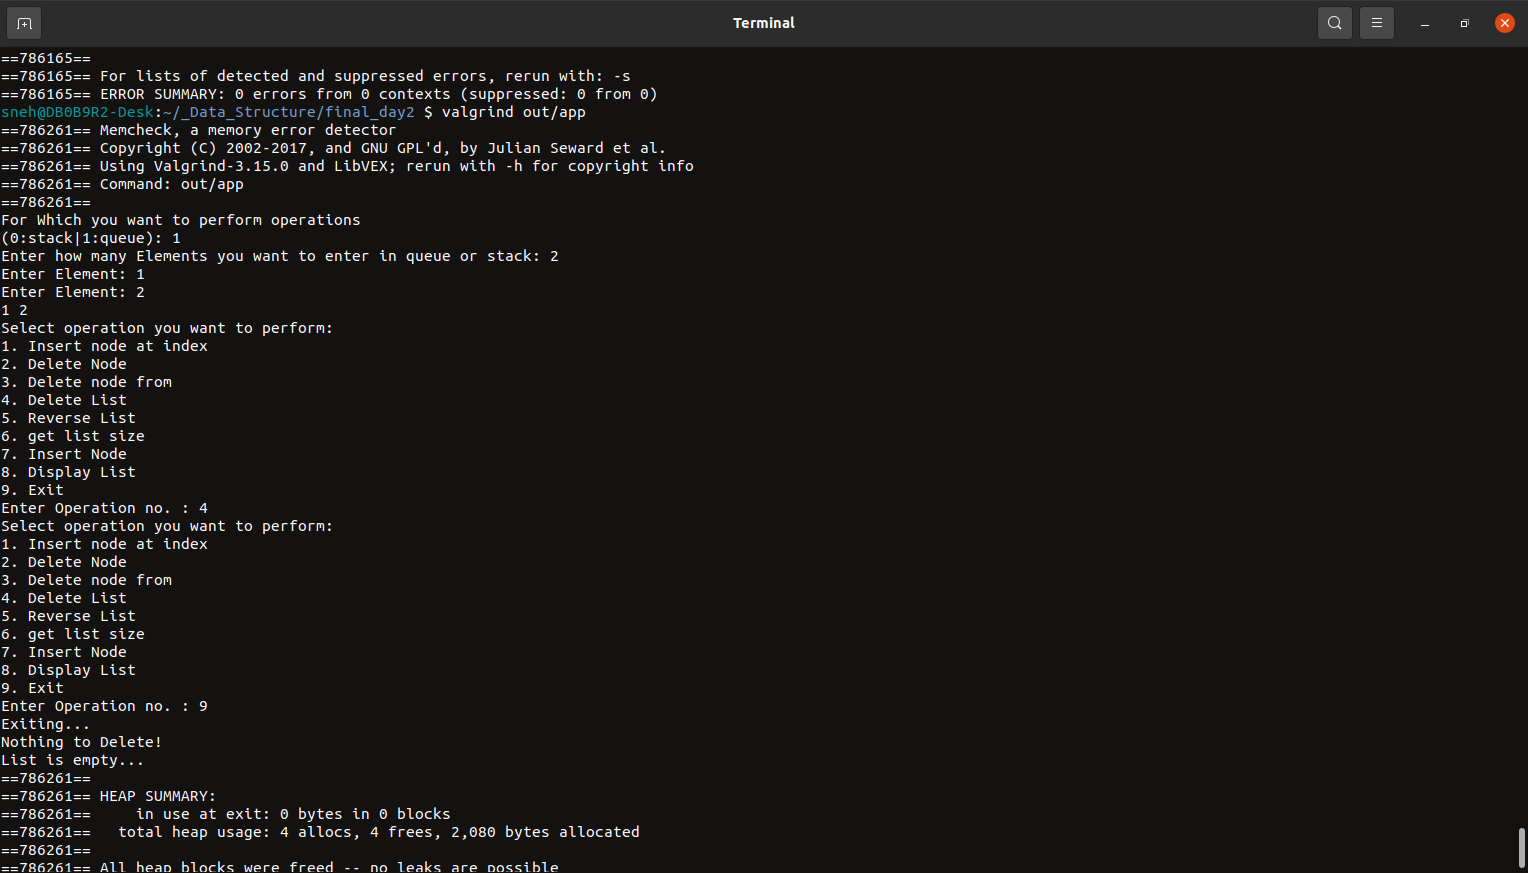 Terminal
==786165==
==786165== For lists of detected and suppressed errors, rerun with: -s
==786165== ERROR SUMMARY: 0 errors from 0 contexts (suppressed: 0 from 0)
sneh@DB0B9R2-Desk:~/_Data_Structure/final_day2 $ valgrind out/app
==786261== Memcheck, a memory error detector
==786261== Copyright (C) 2002-2017, and GNU GPL'd, by Julian Seward et al.
==786261== Using Valgrind-3.15.0 and LibVEX; rerun with -h for copyright info
==786261== Command: out/app
==786261==
For Which you want to perform operations
(0:stack|1:queue): 1
Enter how many Elements you want to enter in queue or stack: 2
Enter Element: 1
Enter Element: 2
1 2
Select operation you want to perform:
1. Insert node at index
2. Delete Node
3. Delete node from
4. Delete List
5. Reverse List
6. get list size
7. Insert Node
8. Display List
9. Exit
Enter Operation no. : 4
Select operation you want to perform:
1. Insert node at index
2. Delete Node
3. Delete node from
4. Delete List
5. Reverse List
6. get list size
7. Insert Node
8. Display List
9. Exit
Enter Operation no. : 9
Exiting...
Nothing to Delete!
List is empty...
==786261==
==786261== HEAP SUMMARY:
==786261==     in use at exit: 0 bytes in 0 blocks
==786261==   total heap usage: 4 allocs, 4 frees, 2,080 bytes allocated
==786261==
==786261== All heap blocks were freed -- no leaks are possible